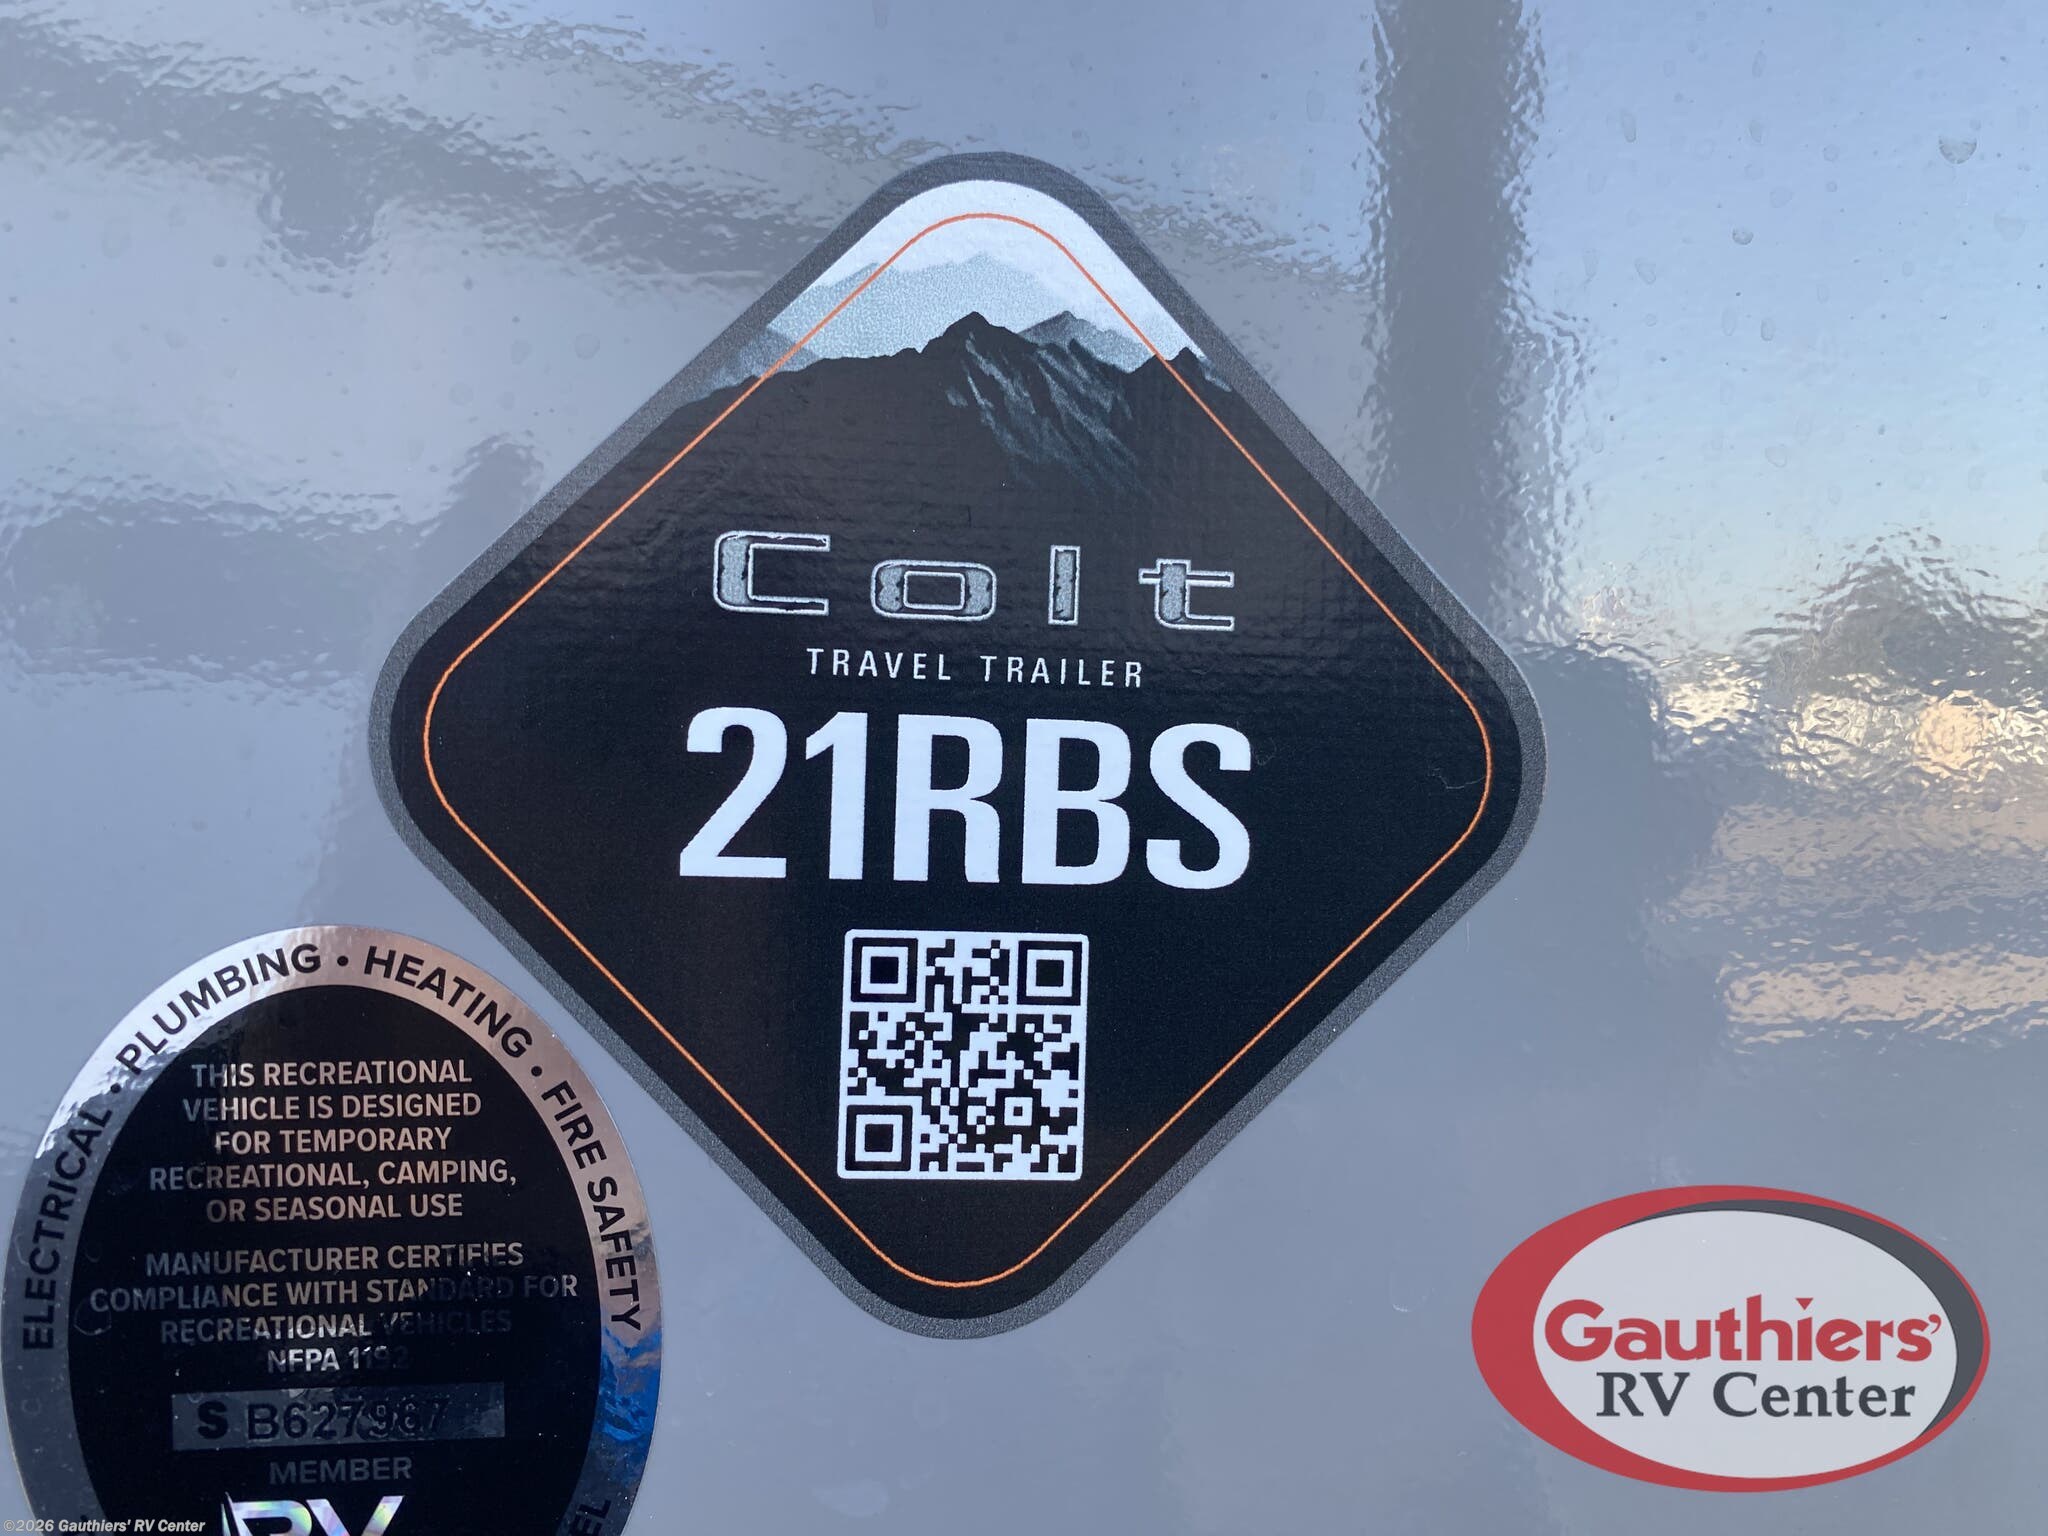 Colt
TRAVEL TRAILER
21RBS
ELECTRICAL • PLUMBING • HEATING • FIRE SAFETY
THIS RECREATIONAL
VEHICLE IS DESIGNED
FOR TEMPORARY
RECREATIONAL, CAMPING,
OR SEASONAL USE
MANUFACTURER CERTIFIES
COMPLIANCE WITH STANDARD FOR
RECREATIONAL VEHICLES
NFPA 1192
S B627967
MEMBER
RV
Gauthiers'
RV Center
©2026 Gauthiers' RV Center